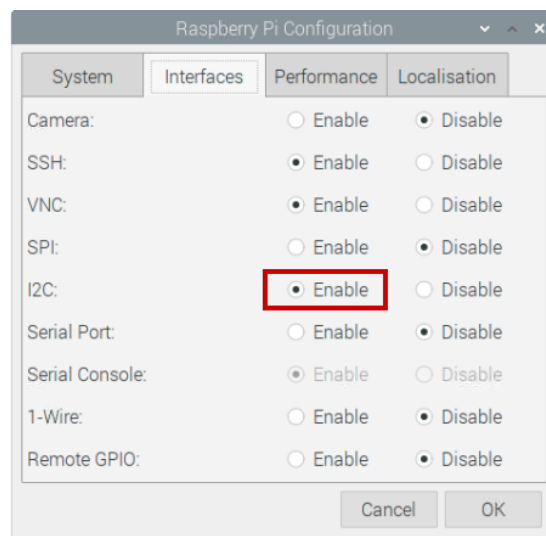 Raspberry Pi Configuration
System Interfaces Performance Localisation
Camera: Enable Disable
SSH: Enable Disable
VNC: Enable Disable
SPI: Enable Disable
I2C: Enable Disable
Serial Port: Enable Disable
Serial Console: Enable Disable
1-Wire: Enable Disable
Remote GPIO: Enable Disable
Cancel OK